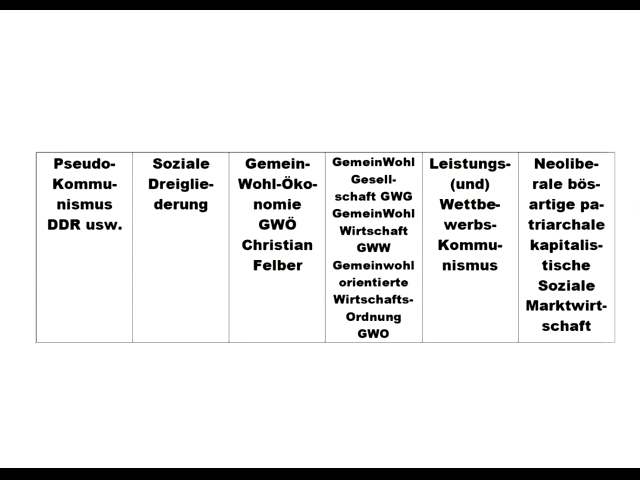 Pseudo-
Kommu-
nismus
DDR usw.
Soziale
Dreiglie-
derung
Gemein-
Wohl-Öko-
nomie
GWÖ
Christian
Felber
GemeinWohl
Gesell-
schaft GWG
GemeinWohl
Wirtschaft
GWW
Gemeinwohl
orientierte
Wirtschafts-
Ordnung
GWO
Leistungs-
(und)
Wettbe-
werbs-
Kommu-
nismus
Neolibe-
rale bös-
artige pa-
triarchale
kapitalis-
tische
Soziale
Marktwirt-
schaft